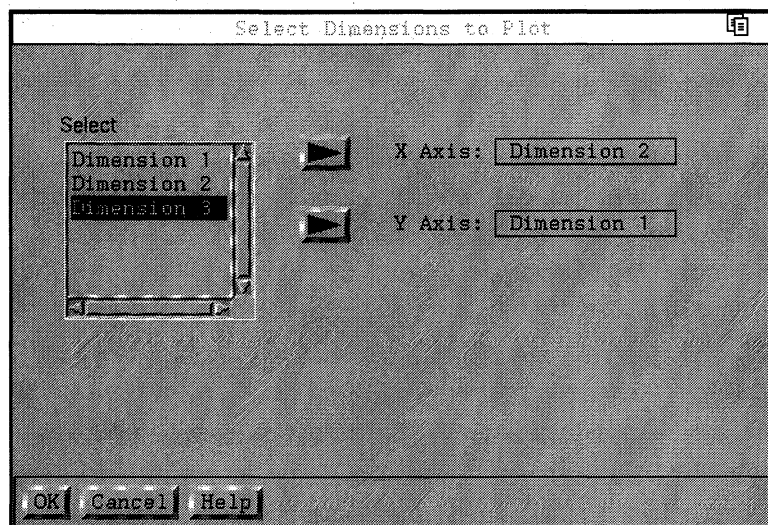 Select Dimensions to Plot
Select
Dimension 1
Dimension 2
Dimension 3
X Axis: Dimension 2
Y Axis: Dimension 1
OK Cancel Help